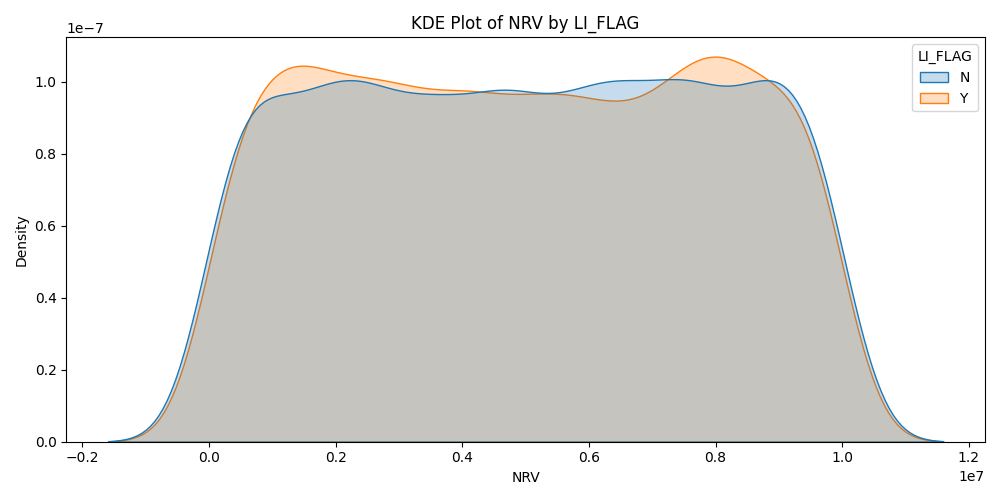 KDE Plot of NRV by LI_FLAG
1e−7
LI_FLAG
N
Y
1.0
0.8
0.6
0.4
0.2
0.0
Density
−0.2 0.0 0.2 0.4 0.6 0.8 1.0 1.2
1e7
NRV